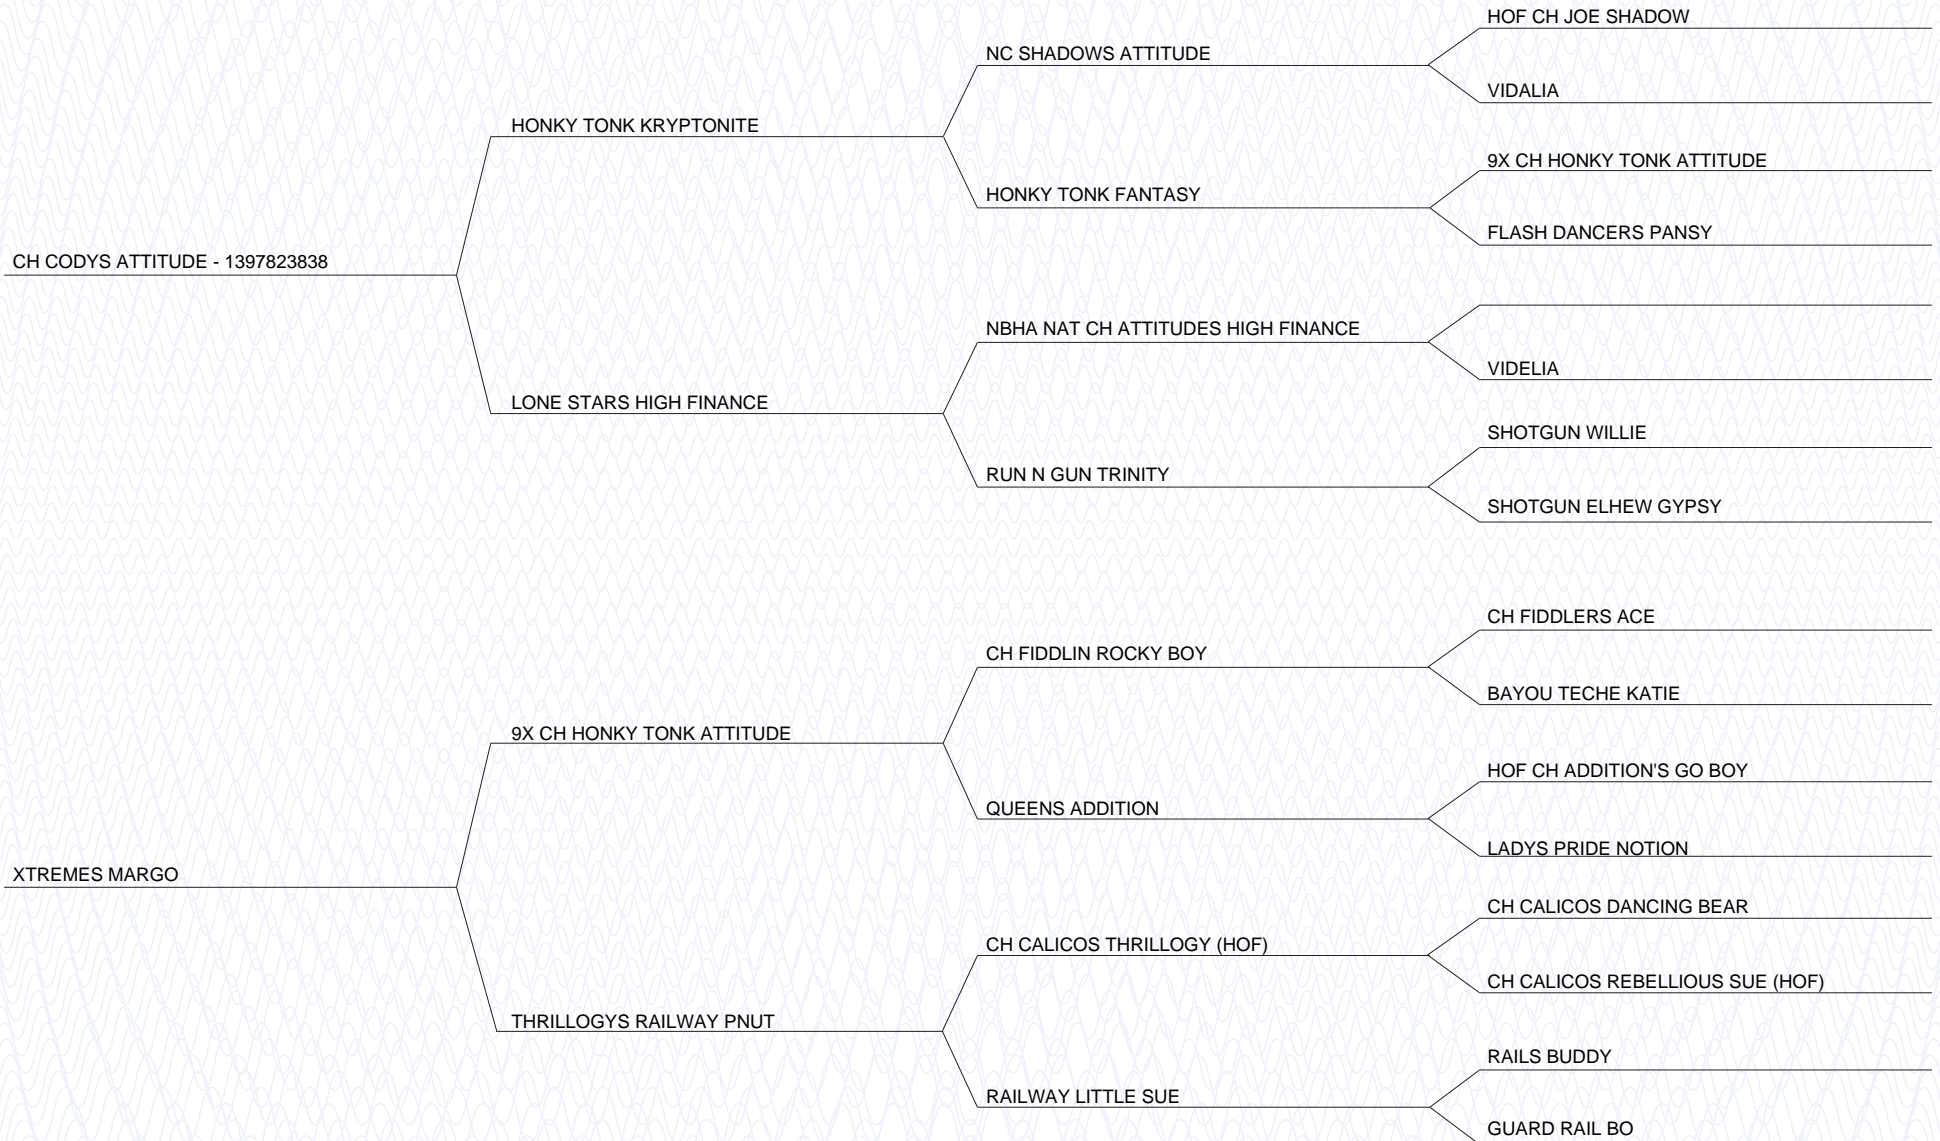 HOF CH JOE SHADOW
NC SHADOWS ATTITUDE
VIDALIA
HONKY TONK KRYPTONITE
9X CH HONKY TONK ATTITUDE
HONKY TONK FANTASY
FLASH DANCERS PANSY
CH CODYS ATTITUDE - 1397823838
NBHA NAT CH ATTITUDES HIGH FINANCE
VIDELIA
LONE STARS HIGH FINANCE
SHOTGUN WILLIE
RUN N GUN TRINITY
SHOTGUN ELHEW GYPSY
CH FIDDLERS ACE
CH FIDDLIN ROCKY BOY
BAYOU TECHE KATIE
9X CH HONKY TONK ATTITUDE
HOF CH ADDITION'S GO BOY
QUEENS ADDITION
LADYS PRIDE NOTION
XTREMES MARGO
CH CALICOS DANCING BEAR
CH CALICOS THRILLOGY (HOF)
CH CALICOS REBELLIOUS SUE (HOF)
THRILLOGYS RAILWAY PNUT
RAILS BUDDY
RAILWAY LITTLE SUE
GUARD RAIL BO